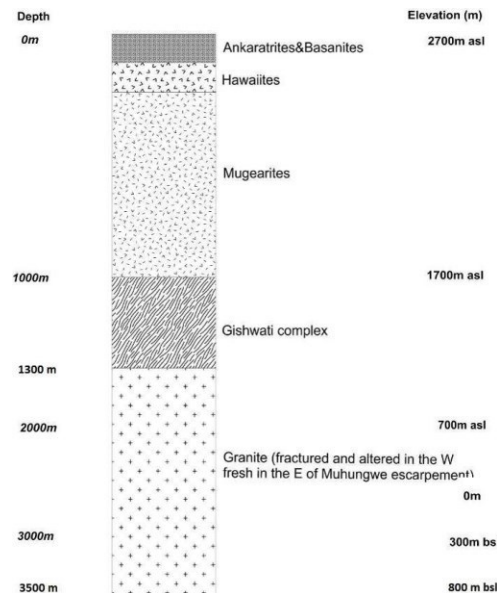 Depth
Elevation (m)
0m
Ankaratrites&Basanites
2700m asl
Hawaiites
Mugearites
1000m
1700m asl
Gishwati complex
1300 m
2000m
700m asl
Granite (fractured and altered in the W
fresh in the E of Muhungwe escarpement)
0m
3000m
300m bs
3500 m
800 m bsl